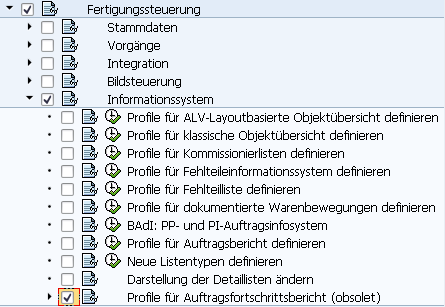 Fertigungssteuerung
Stammdaten
Vorgänge
Integration
Bildsteuerung
Informationssystem
Profile für ALV-Layoutbasierte Objektübersicht definieren
Profile für klassische Objektübersicht definieren
Profile für Kommissionierlisten definieren
Profile für Fehlteileinformationssystem definieren
Profile für Fehlteilliste definieren
Profile für dokumentierte Warenbewegungen definieren
BAdI: PP- und PI-Auftragsinfosystem
Profile für Auftragsbericht definieren
Neue Listentypen definieren
Darstellung der Detaillisten ändern
Profile für Auftragsfortschrittsbericht (obsolet)